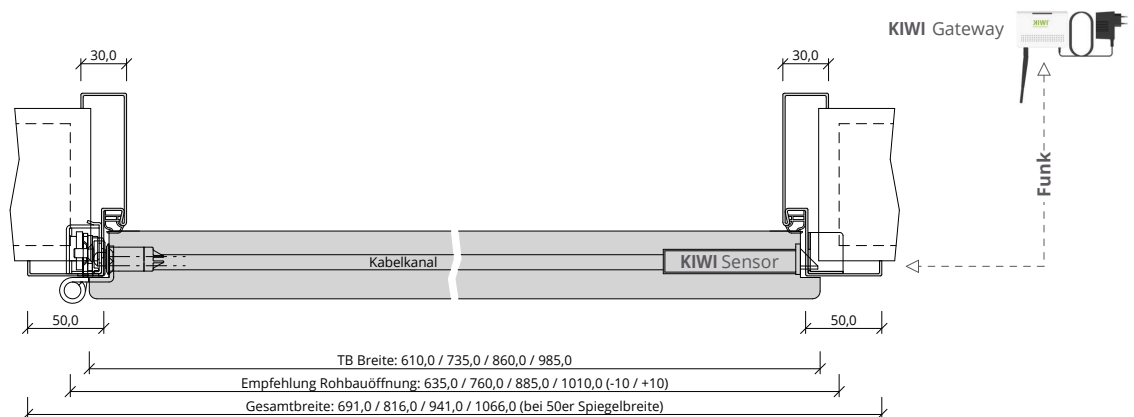 KIWI Gateway
KIWI
30,0
30,0
Funk
Kabelkanal
KIWI Sensor
50,0
50,0
TB Breite: 610,0 / 735,0 / 860,0 / 985,0
Empfehlung Rohbauöffnung: 635,0 / 760,0 / 885,0 / 1010,0 (-10 / +10)
Gesamtbreite: 691,0 / 816,0 / 941,0 / 1066,0 (bei 50er Spiegelbreite)